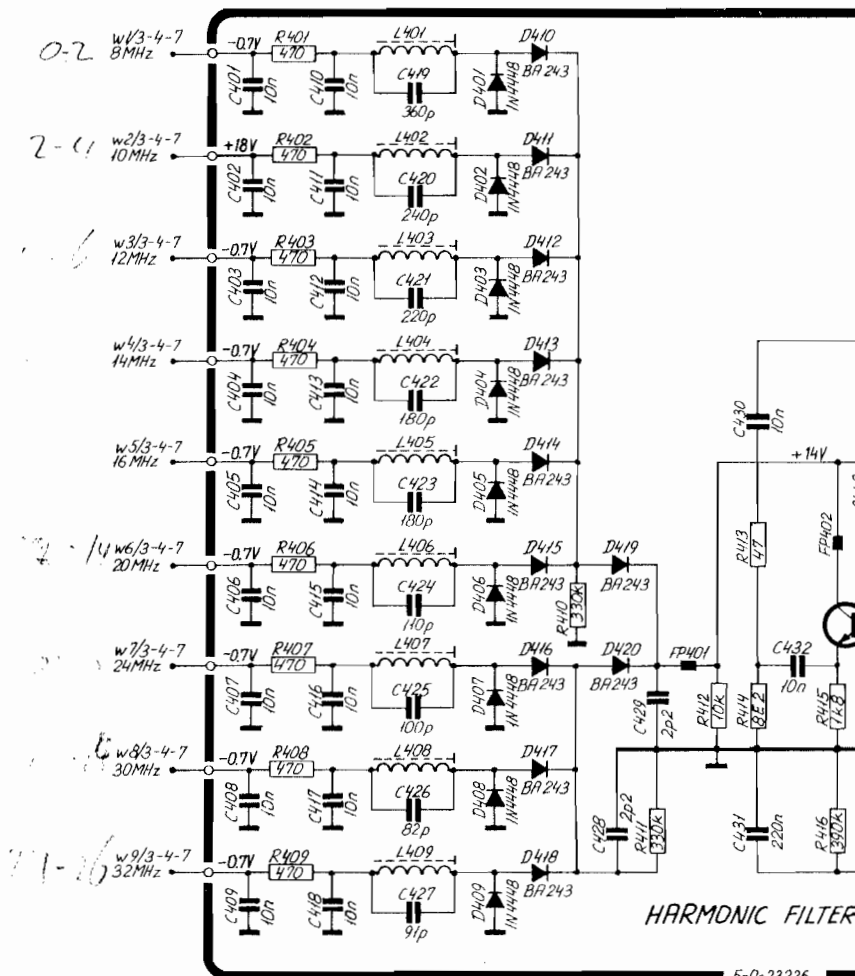 0-2
w1/3-4-7
8MHz
-0.7V
R401
470
C401
10n
C410
10n
L401
C419
360p
D401
1N4448
D410
BA243
2-4
w2/3-4-7
10MHz
+18V
R402
470
C402
10n
C411
10n
L402
C420
240p
D402
1N4448
D411
BA243
w3/3-4-7
12MHz
-0.7V
R403
470
C403
10n
C412
10n
L403
C421
220p
D403
1N4448
D412
BA243
w4/3-4-7
14MHz
-0.7V
R404
470
C404
10n
C413
10n
L404
C422
180p
D404
1N4448
D413
BA243
w5/3-4-7
16MHz
-0.7V
R405
470
C405
10n
C414
10n
L405
C423
180p
D405
1N4448
D414
BA243
w6/3-4-7
20MHz
-0.7V
R406
470
C406
10n
C415
10n
L406
C424
110p
D406
1N4448
D415
BA243
D419
BA243
R410
330k
w7/3-4-7
24MHz
-0.7V
R407
470
C407
10n
C416
10n
L407
C425
100p
D407
1N4448
D416
BA243
D420
BA243
FP401
C429
2p2
R412
10k
R414
8E2
C432
10n
R415
1k8
C430
10n
+14V
R413
47
FP402
w8/3-4-7
30MHz
-0.7V
R408
470
C408
10n
C417
10n
L408
C426
82p
D408
1N4448
D417
BA243
C428
2p2
R411
330k
C431
220n
R416
390k
w9/3-4-7
32MHz
-0.7V
R409
470
C409
10n
C418
10n
L409
C427
91p
D409
1N4448
D418
BA243
HARMONIC FILTER
5-0-23226